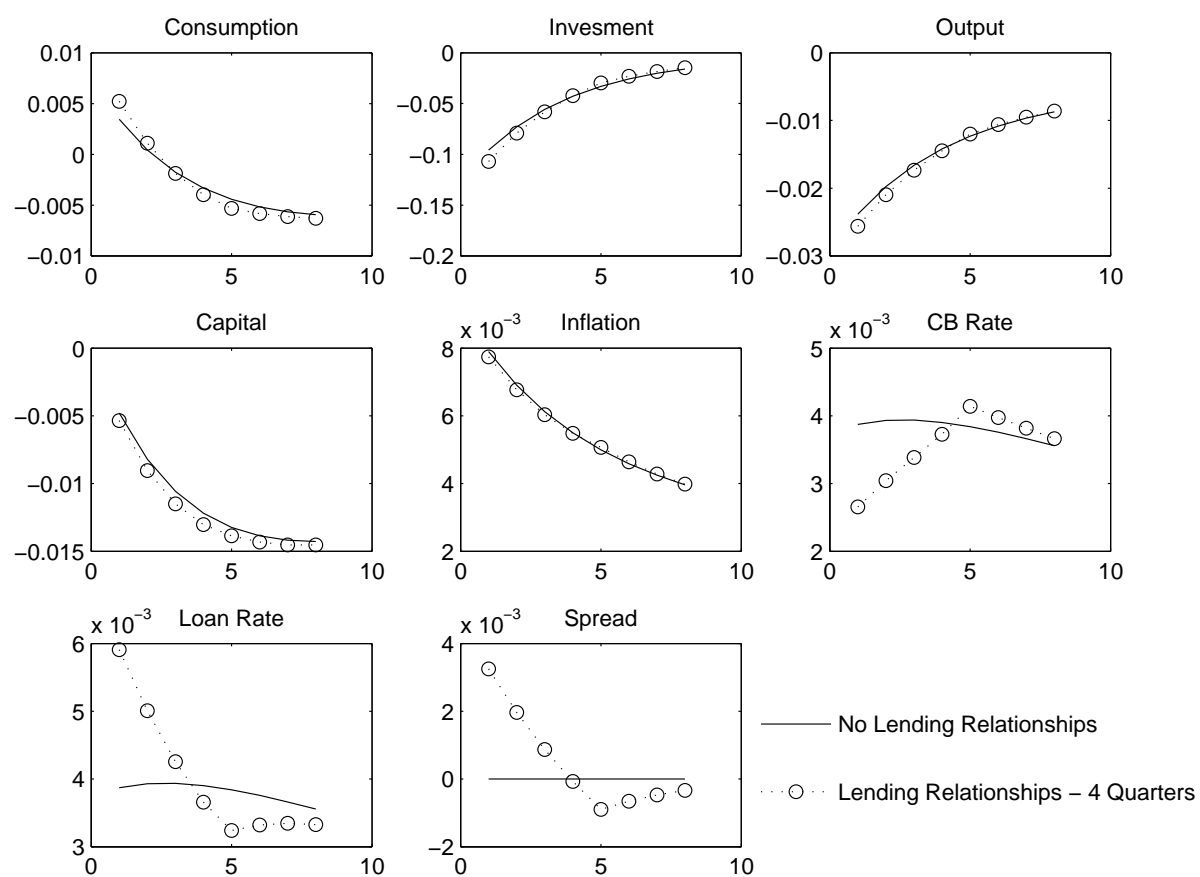 Consumption
0.01
0.005
0
−0.005
−0.01
0 5 10
Invesment
0
−0.05
−0.1
−0.15
−0.2
0 5 10
Output
0
−0.01
−0.02
−0.03
0 5 10
Capital
0
−0.005
−0.01
−0.015
0 5 10
x 10−3 Inflation
8
6
4
2
0 5 10
x 10−3 CB Rate
5
4
3
2
0 5 10
x 10−3 Loan Rate
6
5
4
3
0 5 10
x 10−3 Spread
4
2
0
−2
0 5 10
No Lending Relationships
Lending Relationships − 4 Quarters